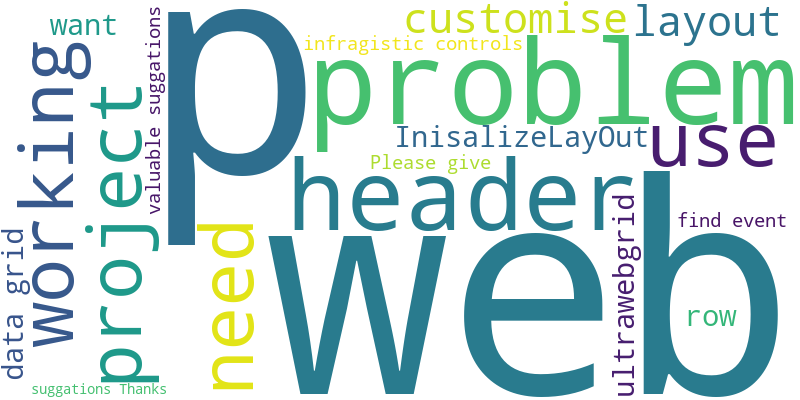 want
customise
layout
infragistic controls
valuable suggations
p
problem
working
project
InisalizeLayOut
use
Please give
header
web
need
data grid
ultrawebgrid
find event
row
suggations Thanks